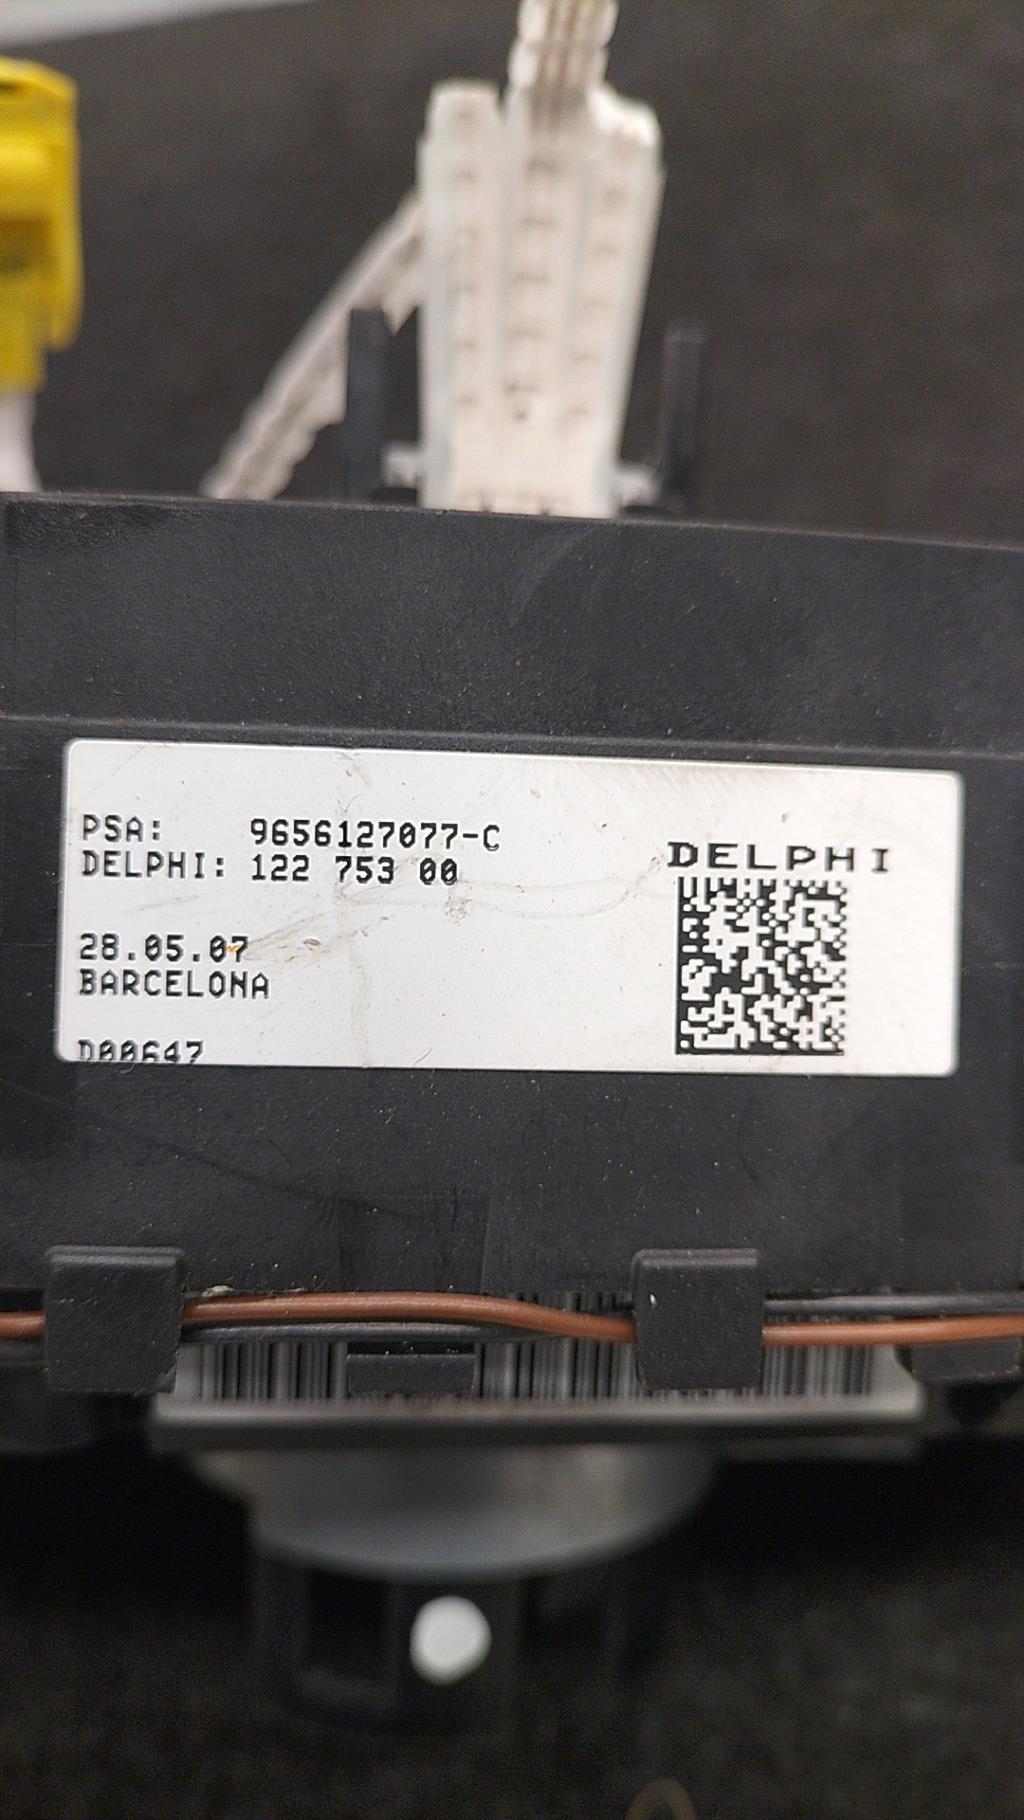 PSA: 9656127077-C
DELPHI: 122 753 00
DELPHI
28.05.07
BARCELONA
D00647